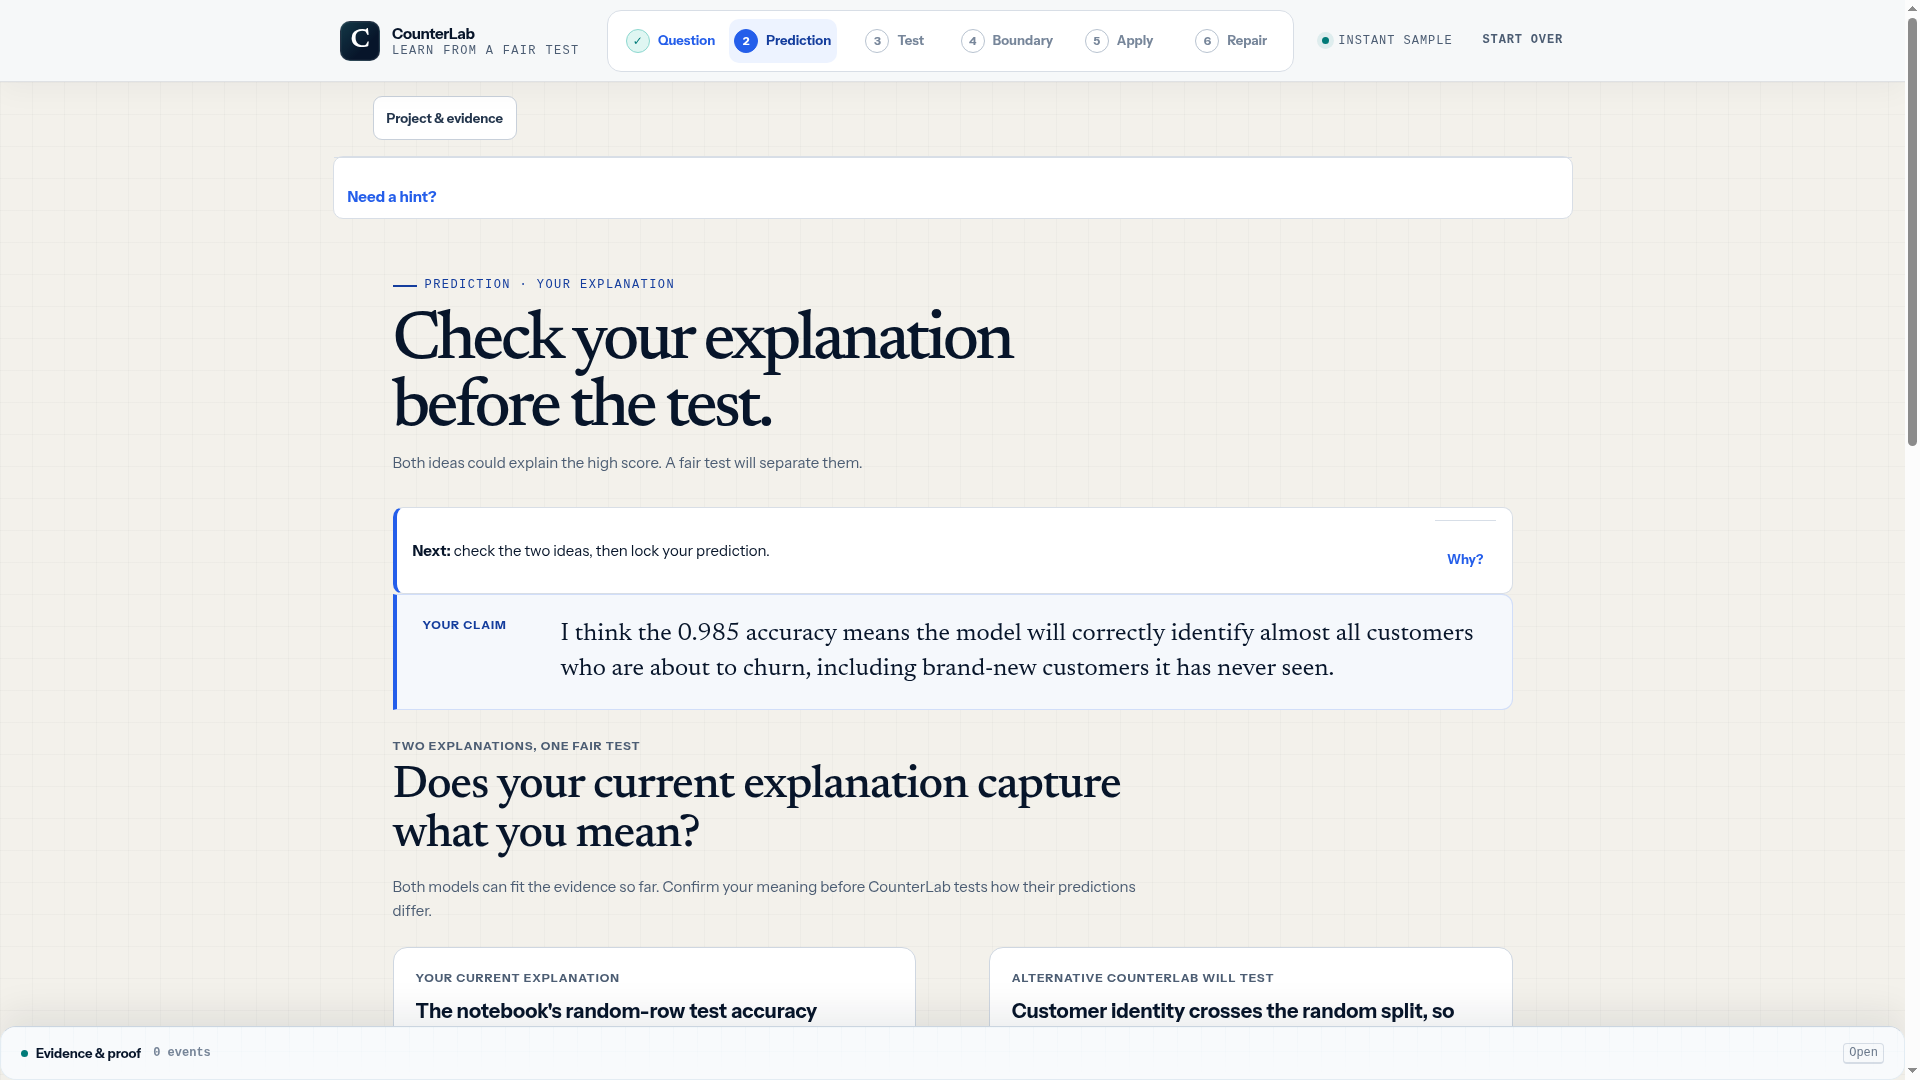 C
CounterLab
LEARN FROM A FAIR TEST
✓ Question
2 Prediction
3 Test
4 Boundary
5 Apply
6 Repair
INSTANT SAMPLE
START OVER
Project & evidence
Need a hint?
PREDICTION · YOUR EXPLANATION
Check your explanation
before the test.
Both ideas could explain the high score. A fair test will separate them.
Next: check the two ideas, then lock your prediction.
Why?
YOUR CLAIM
I think the 0.985 accuracy means the model will correctly identify almost all customers
who are about to churn, including brand-new customers it has never seen.
TWO EXPLANATIONS, ONE FAIR TEST
Does your current explanation capture
what you mean?
Both models can fit the evidence so far. Confirm your meaning before CounterLab tests how their predictions
differ.
YOUR CURRENT EXPLANATION
The notebook's random-row test accuracy
ALTERNATIVE COUNTERLAB WILL TEST
Customer identity crosses the random split, so
Evidence & proof
0 events
Open